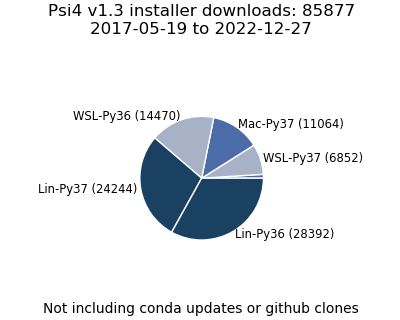 Psi4 v1.3 installer downloads: 85877
2017-05-19 to 2022-12-27
WSL-Py36 (14470)
Mac-Py37 (11064)
WSL-Py37 (6852)
Lin-Py37 (24244)
Lin-Py36 (28392)
Not including conda updates or github clones